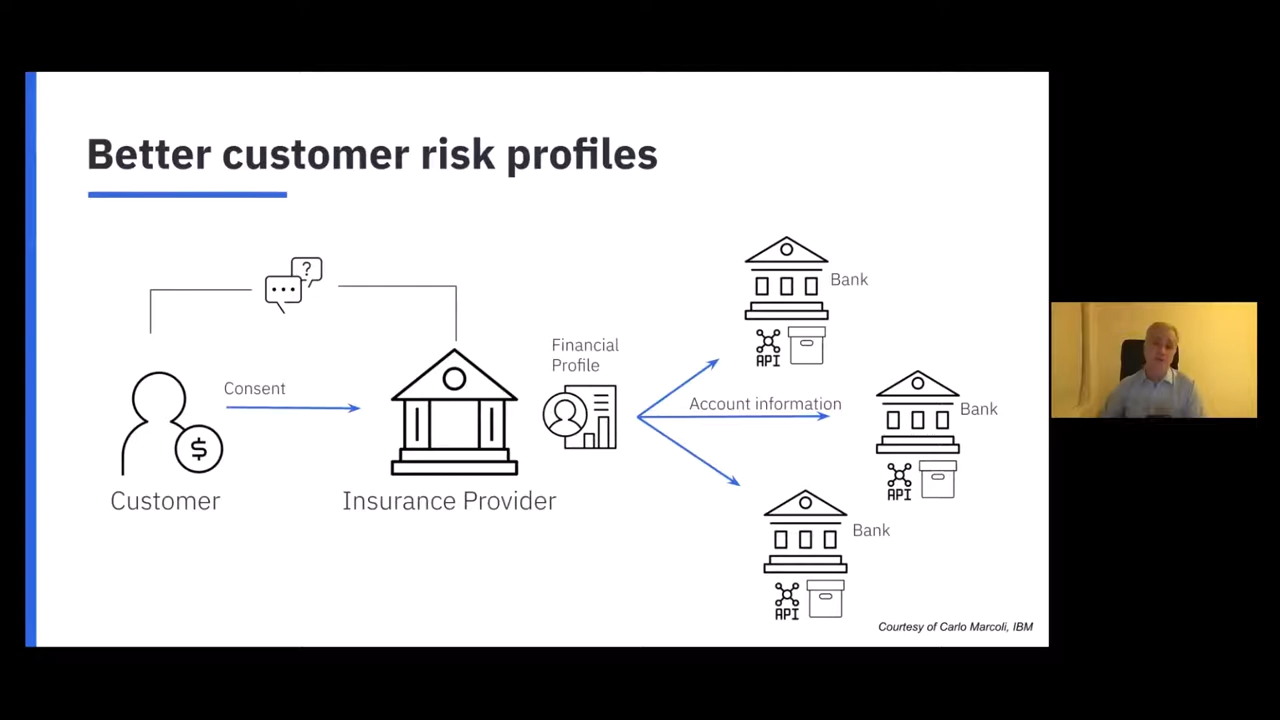 Better customer risk profiles
?
Bank
API
Financial
Profile
Consent
Account information
Bank
API
$
Customer
Insurance Provider
Bank
API
Courtesy of Carlo Marcoli, IBM